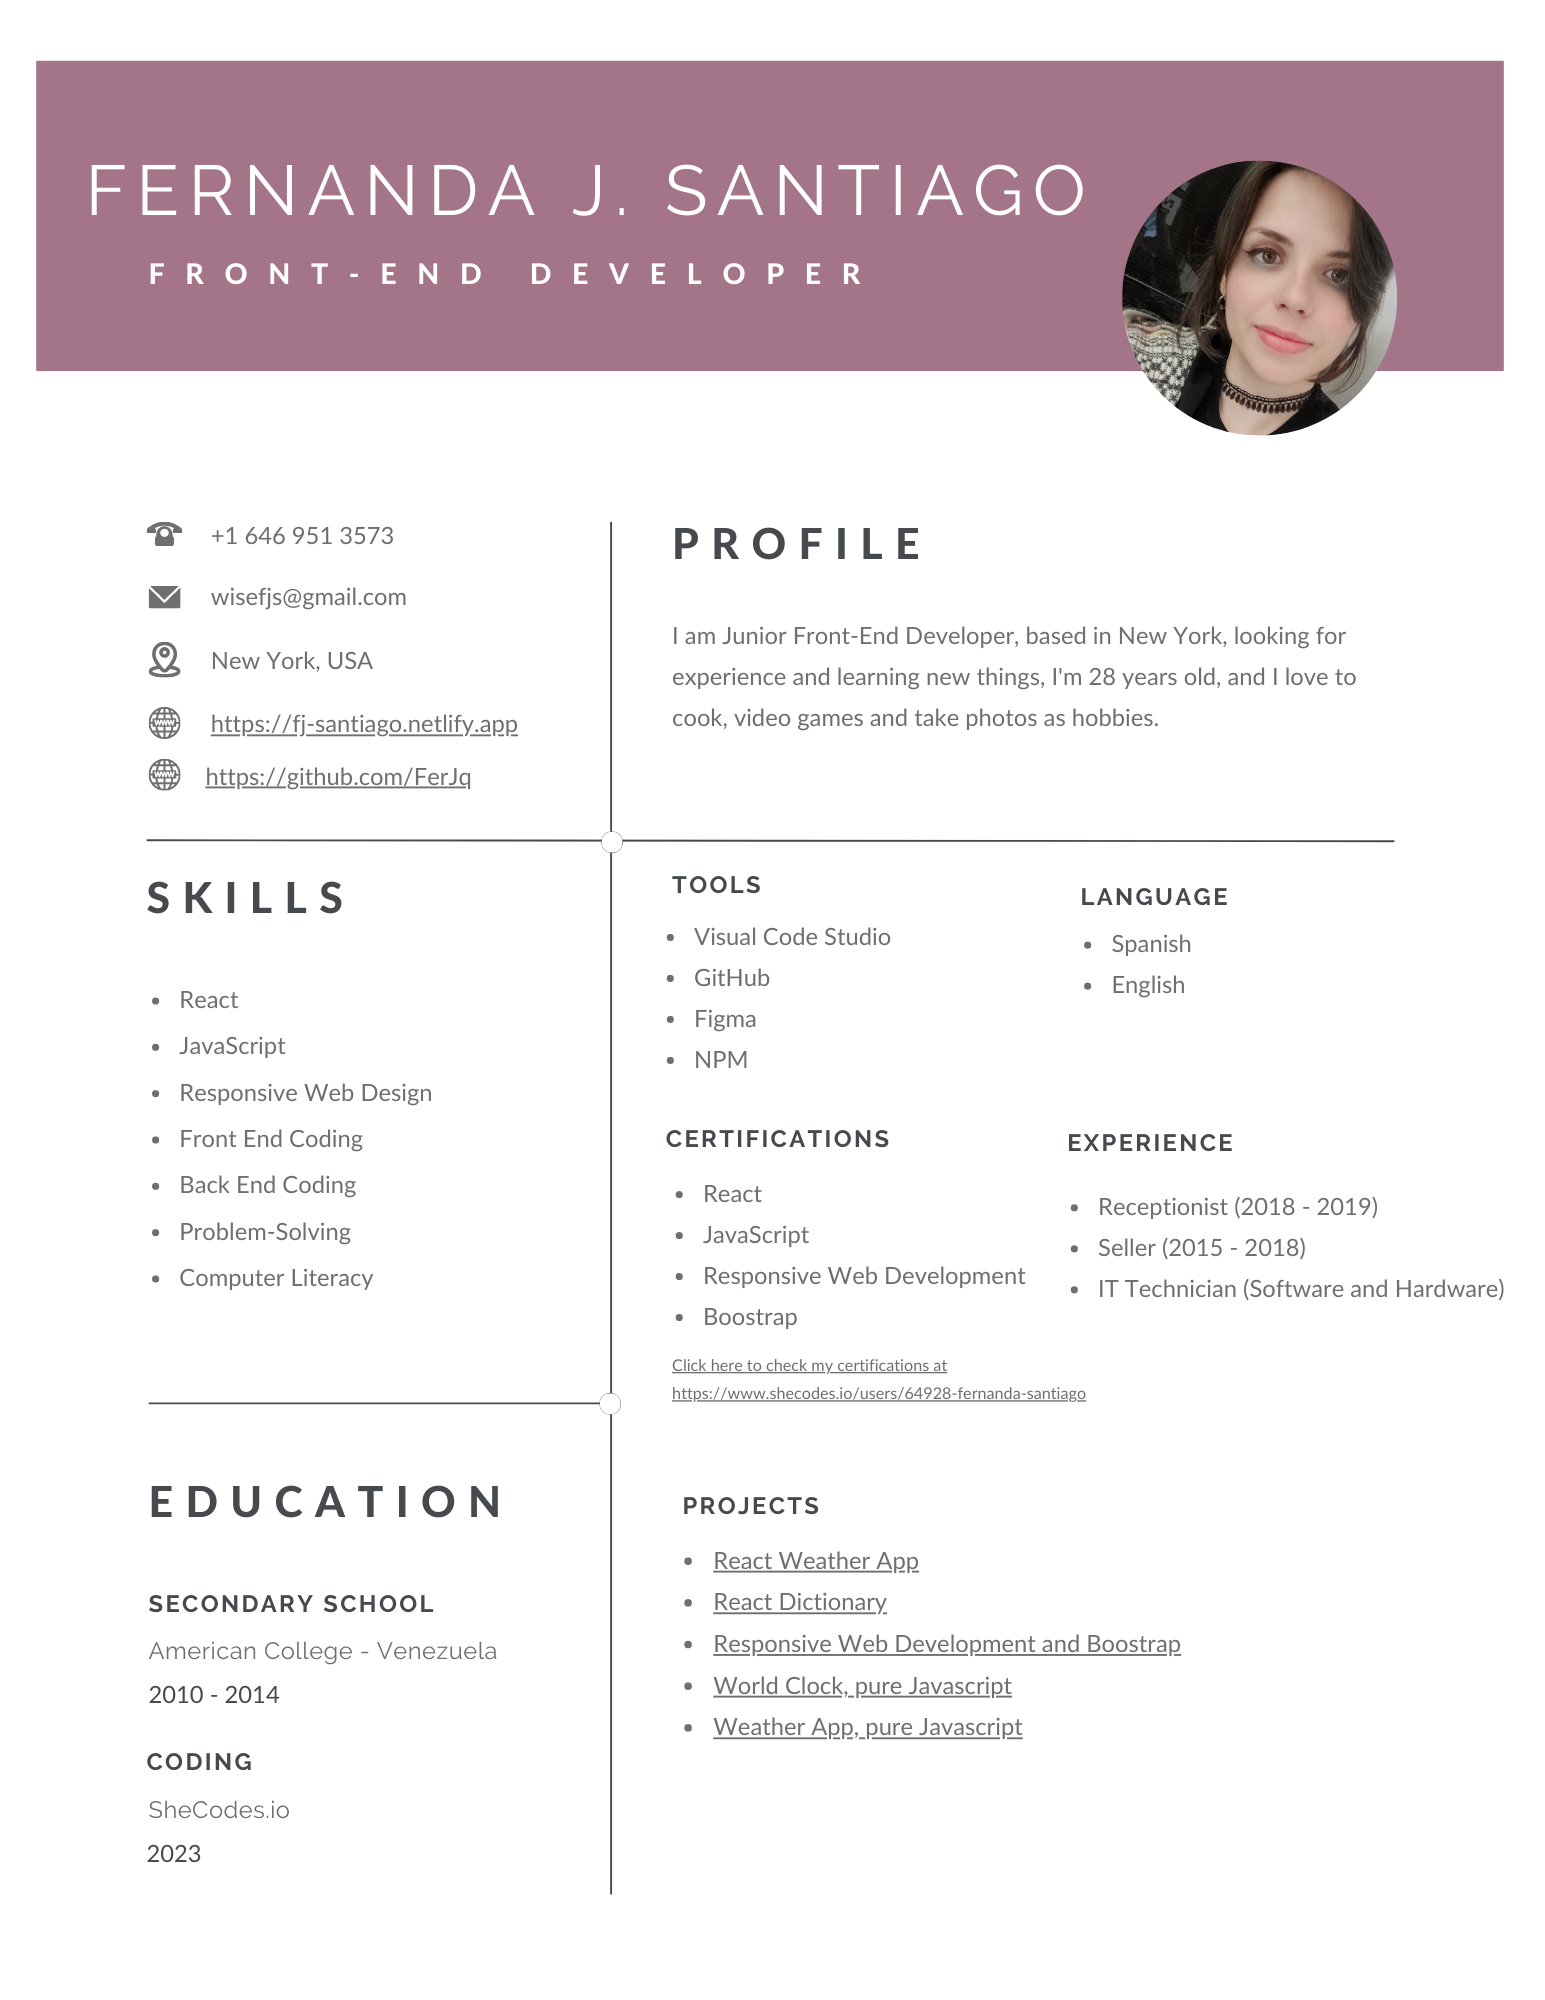 FERNANDA J. SANTIAGO
FRONT-END DEVELOPER
+1 646 951 3573
wisefjs@gmail.com
New York, USA
https://fj-santiago.netlify.app
https://github.com/FerJq
PROFILE
I am Junior Front-End Developer, based in New York, looking for
experience and learning new things, I'm 28 years old, and I love to
cook, video games and take photos as hobbies.
SKILLS
React
JavaScript
Responsive Web Design
Front End Coding
Back End Coding
Problem-Solving
Computer Literacy
TOOLS
Visual Code Studio
GitHub
Figma
NPM
LANGUAGE
Spanish
English
CERTIFICATIONS
React
JavaScript
Responsive Web Development
Boostrap
Click here to check my certifications at
https://www.shecodes.io/users/64928-fernanda-santiago
EXPERIENCE
Receptionist (2018 - 2019)
Seller (2015 - 2018)
IT Technician (Software and Hardware)
EDUCATION
SECONDARY SCHOOL
American College - Venezuela
2010 - 2014
CODING
SheCodes.io
2023
PROJECTS
React Weather App
React Dictionary
Responsive Web Development and Boostrap
World Clock, pure Javascript
Weather App, pure Javascript